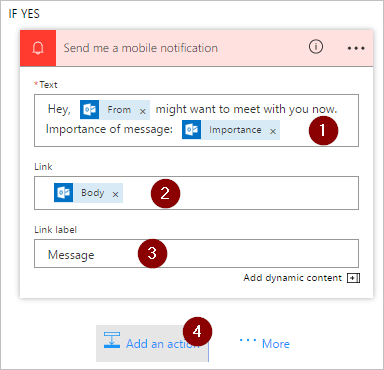 IF YES
Send me a mobile notification
*Text
Hey, From × might want to meet with you now.
Importance of message: Importance ×
1
Link
Body ×
2
Link label
Message
3
Add dynamic content
4
Add an action
··· More